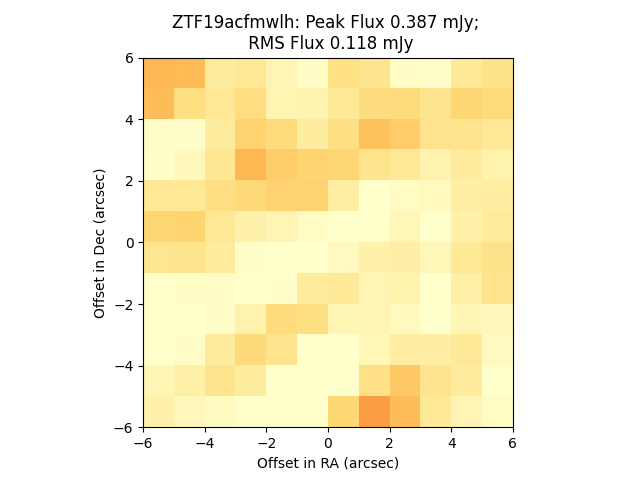 ZTF19acfmwlh: Peak Flux 0.387 mJy;
RMS Flux 0.118 mJy
6
4
2
0
−2
−4
−6
Offset in Dec (arcsec)
−6 −4 −2 0 2 4 6
Offset in RA (arcsec)